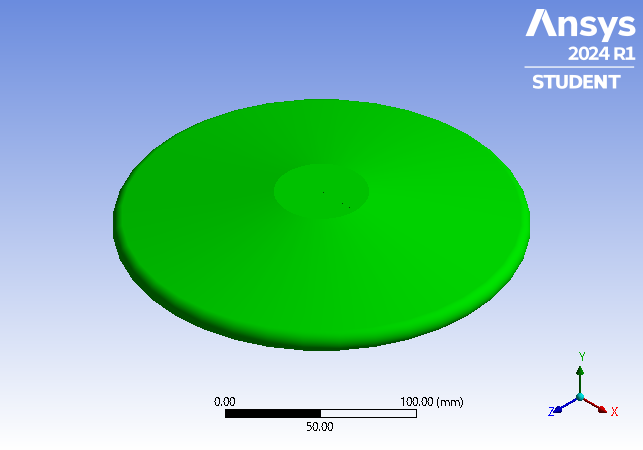 Ansys
2024 R1
STUDENT
0.00 100.00 (mm)
50.00
Y
Z X